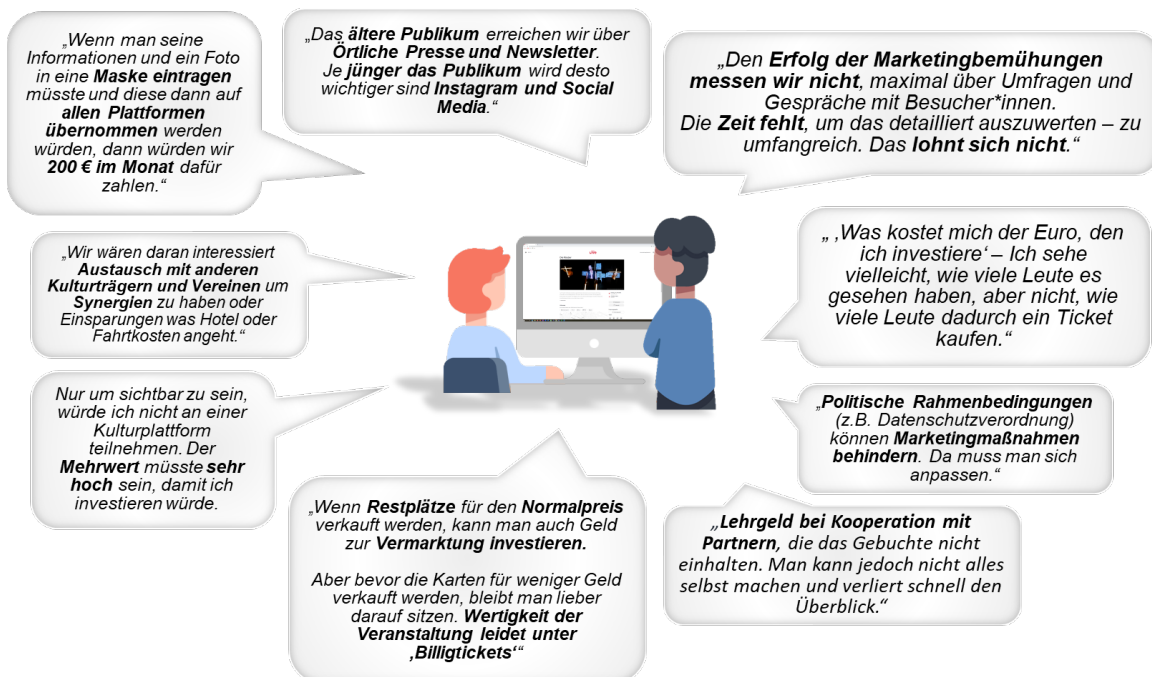 „Wenn man seine
Informationen und ein Foto
in eine Maske eintragen
müsste und diese dann auf
allen Plattformen
übernommen werden
würden, dann würden wir
200 € im Monat dafür
zahlen.“
„Das ältere Publikum erreichen wir über
Örtliche Presse und Newsletter.
Je jünger das Publikum wird desto
wichtiger sind Instagram und Social
Media.“
„Den Erfolg der Marketingbemühungen
messen wir nicht, maximal über Umfragen und
Gespräche mit Besucher*innen.
Die Zeit fehlt, um das detailliert auszuwerten – zu
umfangreich. Das lohnt sich nicht.“
„Wir wären daran interessiert
Austausch mit anderen
Kulturträgern und Vereinen um
Synergien zu haben oder
Einsparungen was Hotel oder
Fahrtkosten angeht.“
„ ‚Was kostet mich der Euro, den
ich investiere‘ – Ich sehe
vielleicht, wie viele Leute es
gesehen haben, aber nicht, wie
viele Leute dadurch ein Ticket
kaufen.“
Nur um sichtbar zu sein,
würde ich nicht an einer
Kulturplattform
teilnehmen. Der
Mehrwert müsste sehr
hoch sein, damit ich
investieren würde.
„Politische Rahmenbedingungen
(z.B. Datenschutzverordnung)
können Marketingmaßnahmen
behindern. Da muss man sich
anpassen.“
„Wenn Restplätze für den Normalpreis
verkauft werden, kann man auch Geld
zur Vermarktung investieren.
Aber bevor die Karten für weniger Geld
verkauft werden, bleibt man lieber
darauf sitzen. Wertigkeit der
Veranstaltung leidet unter
‚Billigtickets‘“
„Lehrgeld bei Kooperation mit
Partnern, die das Gebuchte nicht
einhalten. Man kann jedoch nicht alles
selbst machen und verliert schnell den
Überblick.“